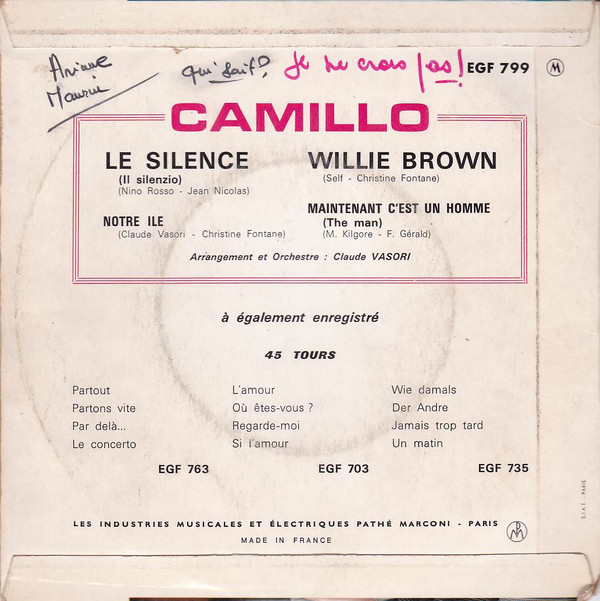 Ariane
Maurin
qui sait? Je ne crois pas! EGF 799 M
CAMILLO
LE SILENCE
(Il silenzio)
(Nino Rosso - Jean Nicolas)
WILLIE BROWN
(Self - Christine Fontane)
NOTRE ILE
(Claude Vasori - Christine Fontane)
MAINTENANT C'EST UN HOMME
(The man)
(M. Kilgore - F. Gérald)
Arrangement et Orchestre : Claude VASORI
à également enregistré
45 TOURS
Partout
Partons vite
Par delà...
Le concerto
EGF 763
L'amour
Où êtes-vous ?
Regarde-moi
Si l'amour
EGF 703
Wie damals
Der Andre
Jamais trop tard
Un matin
EGF 735
LES INDUSTRIES MUSICALES ET ÉLECTRIQUES PATHÉ MARCONI - PARIS
MADE IN FRANCE
S.I.A.E. - PARIS